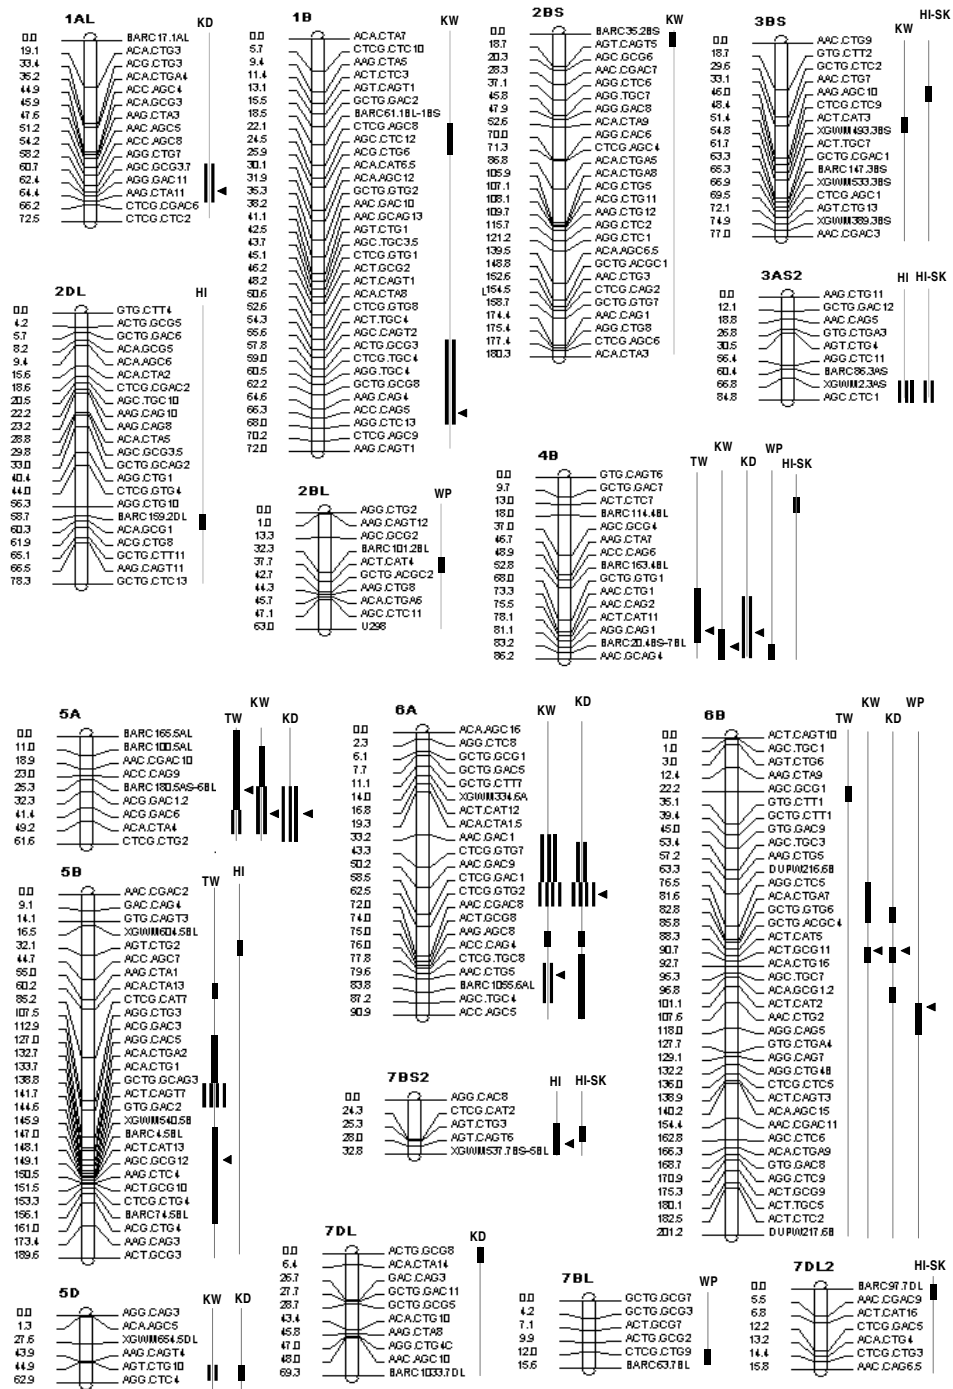 1AL KD
0.0 BARC17.1AL
19.1 ACA.CTG3
33.4 ACG.CTG3
35.2 ACA.CTGA4
44.9 ACC.AGC4
45.9 ACA.GCG3
47.6 AAG.CTA3
51.2 AAC.AGC5
54.2 ACC.AGC8
58.2 AGG.CTG7
60.7 AGC.GCG3.7
62.4 AGG.GAC11
64.4 AAG.CTA11
66.2 CTCG.CGAC6
72.5 CTCG.CTC2
1B KW
0.0 ACA.CTA7
5.7 CTCG.CTC10
9.4 AAG.CTA5
11.4 ACT.CTC3
13.1 AGT.CAGT1
15.5 GCTG.GAC2
18.5 BARC61.1BL-1BS
22.1 CTCG.AGC8
24.5 AGC.CTC12
25.9 ACG.CTG6
30.1 ACA.CAT6.5
31.9 ACA.AGC12
35.3 GCTG.GTG2
38.2 AAC.GAC10
41.1 AAC.GCAG13
42.5 AGT.CTG1
43.7 AGC.TGC3.5
45.1 CTCG.GTG1
46.2 ACT.GCG2
48.2 ACT.CAGT1
50.6 ACA.CTA8
52.6 CTCG.GTG8
54.3 ACT.TGC4
55.6 AGC.CAGT2
57.8 ACTG.GCG3
59.0 CTCG.TGC4
60.5 AGG.TGC4
62.2 GCTG.GCG8
64.6 AAG.CAG4
66.3 ACC.CAG5
68.0 AGG.CTC13
70.2 CTCG.AGC9
72.0 AAG.CAGT1
2BS KW
0.0 BARC35.2BS
18.7 AGT.CAGT5
20.3 AGC.GCG6
28.3 AAC.CGAC7
37.1 AGG.CTC6
45.8 AGG.TGC7
47.9 AGG.GAC8
52.6 ACA.CTA9
70.0 AGG.CAC6
71.3 CTCG.AGC4
86.8 ACA.CTGA5
105.9 ACA.CTGA8
107.1 ACG.CTG5
108.1 ACG.CTG11
109.7 AAG.CTG12
115.7 AGG.CTC2
121.2 AGG.CTC1
139.5 ACA.AGC6.5
148.8 GCTG.ACGC1
152.6 AAC.CTG3
154.5 CTCG.CAG2
158.7 GCTG.GTG7
174.4 AAC.CAG1
175.4 AGG.CTG8
177.4 CTCG.AGC6
180.3 ACA.CTA3
3BS KW HI-SK
0.0 AAC.CTG9
18.7 GTG.CTT2
29.6 GCTG.CTC2
33.1 AAC.CTG7
46.0 AAG.AGC10
48.4 CTCG.CTC9
51.4 ACT.CAT3
54.8 XGWM493.3BS
61.7 ACT.TGC7
63.3 GCTG.CGAC1
65.3 BARC147.3BS
66.9 XGWM533.3BS
69.5 CTCG.AGC1
72.1 AGT.CTG13
74.9 XGWM389.3BS
77.0 AAC.CGAC3
2DL HI
0.0 GTG.CTT4
4.2 ACTG.GCG5
5.7 GCTG.GAC6
8.2 ACA.GCG5
9.4 ACA.AGC6
15.6 ACA.CTA2
18.6 CTCG.CGAC2
20.5 AGC.TGC10
22.2 AAG.CAG10
23.2 AAG.CAG8
28.8 ACA.CTA5
29.8 AGC.GCG3.5
33.0 GCTG.GCAG2
40.4 AGG.CTG1
44.0 CTCG.GTG4
56.3 AGG.CTG10
58.7 BARC159.2DL
60.3 ACA.GCG1
61.9 ACG.CTG8
65.1 GCTG.CTT11
66.5 AAG.CAGT11
78.3 GCTG.CTC13
3AS2 HI HI-SK
0.0 AAG.CTG11
12.1 GCTG.GAC12
18.8 AAC.CAG5
26.8 GTG.CTGA3
30.5 AGT.CTG4
56.4 AGG.CTC11
60.4 BARC86.3AS
66.8 XGWM2.3AS
84.8 AGC.CTC1
2BL WP
0.0 AGG.CTG2
1.0 AAG.CAGT12
13.3 AGC.GCG2
32.3 BARC101.2BL
37.7 ACT.CAT4
42.7 GCTG.ACGC2
44.3 AAG.CTG8
45.7 ACA.CTGA6
47.1 AGC.CTC11
63.0 U298
4B TW KW KD WP HI-SK
0.0 GTG.CAGT6
9.7 GCTG.GAC7
13.0 ACT.CTC7
18.0 BARC114.4BL
37.0 AGC.GCG4
46.7 AAG.CTA7
48.9 ACC.CAG6
52.8 BARC163.4BL
68.0 GCTG.GTG1
73.3 AAC.CTG1
75.5 AAC.CAG2
78.1 ACT.CAT11
81.1 AGG.CAG1
83.2 BARC20.4BS-7BL
86.2 AAC.GCAG4
5A TW KW KD
0.0 BARC165.5AL
11.0 BARC100.5AL
18.9 AAC.CGAC10
23.0 ACC.CAG9
25.3 BARC180.5AS-6BL
32.3 ACG.GAC1.2
41.4 ACG.GAC6
49.2 ACA.CTA4
61.6 CTCG.CTG2
6A KW KD
0.0 ACA.AGC16
2.3 AGG.CTC8
6.1 GCTG.GCG1
7.7 GCTG.GAC5
11.1 GCTG.CTT7
14.0 XGWM334.6A
16.8 ACT.CAT12
19.3 ACA.CTA1.5
33.2 AAC.GAC1
43.3 CTCG.GTG7
50.2 AAC.GAC9
58.5 CTCG.GAC1
62.5 CTCG.GTG2
72.0 AAC.CGAC8
74.0 ACT.GCG8
75.0 AAG.AGC8
76.0 ACC.CAG4
77.8 CTCG.TGC8
79.6 AAC.CTG5
83.8 BARC1055.6AL
87.2 AGC.TGC4
90.9 ACC.AGC5
6B TW KW KD WP
0.0 ACT.CAGT10
1.0 AGC.TGC1
3.0 AGT.CTG6
12.4 AAG.CTA9
22.2 AGC.GCG1
35.1 GTG.CTT1
39.4 GCTG.CTT1
45.0 GTG.GAC9
53.4 AGC.TGC3
57.2 AAG.CTG5
63.3 DUPW216.6B
76.5 AGG.CTC5
81.6 ACA.CTGA7
82.8 GCTG.GTG6
85.8 GCTG.ACGC4
88.3 ACT.CAT5
90.7 ACT.GCG11
92.7 ACA.CTG16
95.3 AGC.TGC7
96.8 ACA.GCG1.2
101.1 ACT.CAT2
107.6 AAC.CTG2
118.0 AGG.CAG5
127.7 GTG.CTGA4
129.1 AGG.CAG7
132.2 AGG.CTG4B
136.0 CTCG.CTC5
138.9 ACT.CAGT3
140.2 ACA.AGC15
154.4 AAC.CGAC11
162.8 AGC.CTC6
166.3 ACA.CTGA9
168.7 GTG.GAC8
170.9 AGG.CTC9
175.3 ACT.GCG9
180.1 ACT.TGC5
182.5 ACT.CTC2
201.2 DUPW217.6B
5B TW HI
0.0 AAC.CGAC2
9.1 GAC.CAG4
14.1 GTG.CAGT3
16.5 XGWM604.5BL
32.1 AGT.CTG2
44.7 ACC.AGC7
55.0 AAG.CTA1
60.2 ACA.CTA13
85.2 CTCG.CAT7
107.5 AGG.CTG3
112.9 ACG.GAC3
127.0 AGG.CAC5
132.7 ACA.CTGA2
133.7 ACA.CTG1
138.8 GCTG.GCAG3
141.7 ACT.CAGT7
144.6 GTG.GAC2
145.9 XGWM540.5B
147.0 BARC4.5BL
148.1 ACT.CAT13
149.1 AGC.GCG12
150.5 AAG.CTC4
151.5 ACT.GCG10
153.3 CTCG.CTG4
156.1 BARC74.5BL
161.0 ACG.CTG4
173.4 AAG.CAG3
189.6 ACT.GCG3
7BS2 HI HI-SK
0.0 AGG.CAC8
24.3 CTCG.CAT2
25.3 AGT.CTG3
28.0 AGT.CAGT6
32.8 XGWM537.7BS-5BL
5D KW KD
0.0 AGG.CAG3
1.3 ACA.AGC5
27.6 XGWM654.5DL
43.9 AAG.CAGT4
44.9 AGT.CTG10
62.9 AGG.CTC4
7DL KD
0.0 ACTG.GCG8
6.4 ACA.CTA14
26.7 GAC.CAG3
27.7 GCTG.GAC11
28.7 GCTG.GCG5
43.4 ACA.CTG10
45.8 AAG.CTA8
47.0 AGG.CTG4C
48.0 AAC.AGC10
69.3 BARC1033.7DL
7BL WP
0.0 GCTG.GCG7
4.2 GCTG.GCG3
7.1 ACT.GCG7
9.9 ACTG.GCG2
12.0 CTCG.CTG9
15.6 BARC63.7BL
7DL2 HI-SK
0.0 BARC97.7DL
5.5 AAC.CGAC9
6.8 ACT.CAT16
12.2 CTCG.CAG5
13.2 ACA.CTG4
14.4 CTCG.CTG3
15.8 AAC.CAG6.5